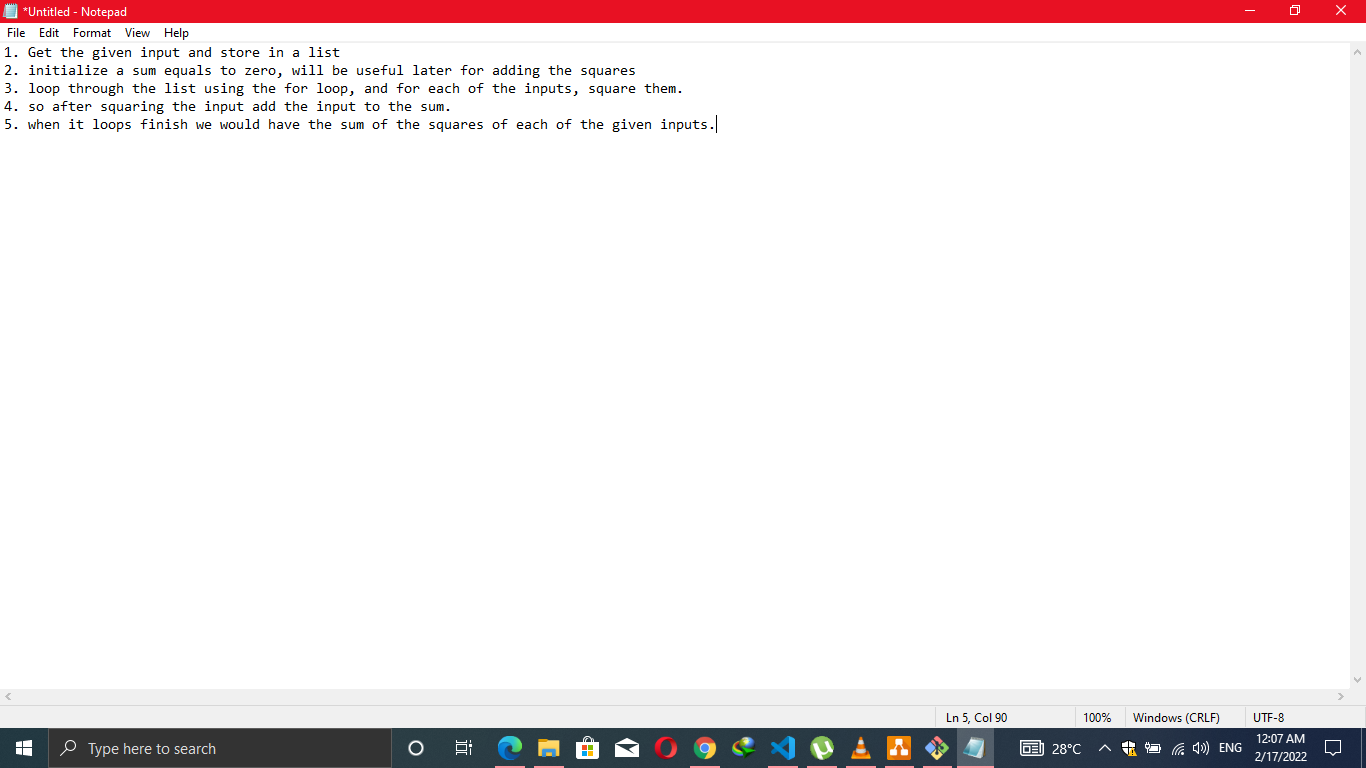 *Untitled - Notepad
File Edit Format View Help
1. Get the given input and store in a list
2. initialize a sum equals to zero, will be useful later for adding the squares
3. loop through the list using the for loop, and for each of the inputs, square them.
4. so after squaring the input add the input to the sum.
5. when it loops finish we would have the sum of the squares of each of the given inputs.
Ln 5, Col 90 100% Windows (CRLF) UTF-8
Type here to search 28°C ENG 12:07 AM
2/17/2022